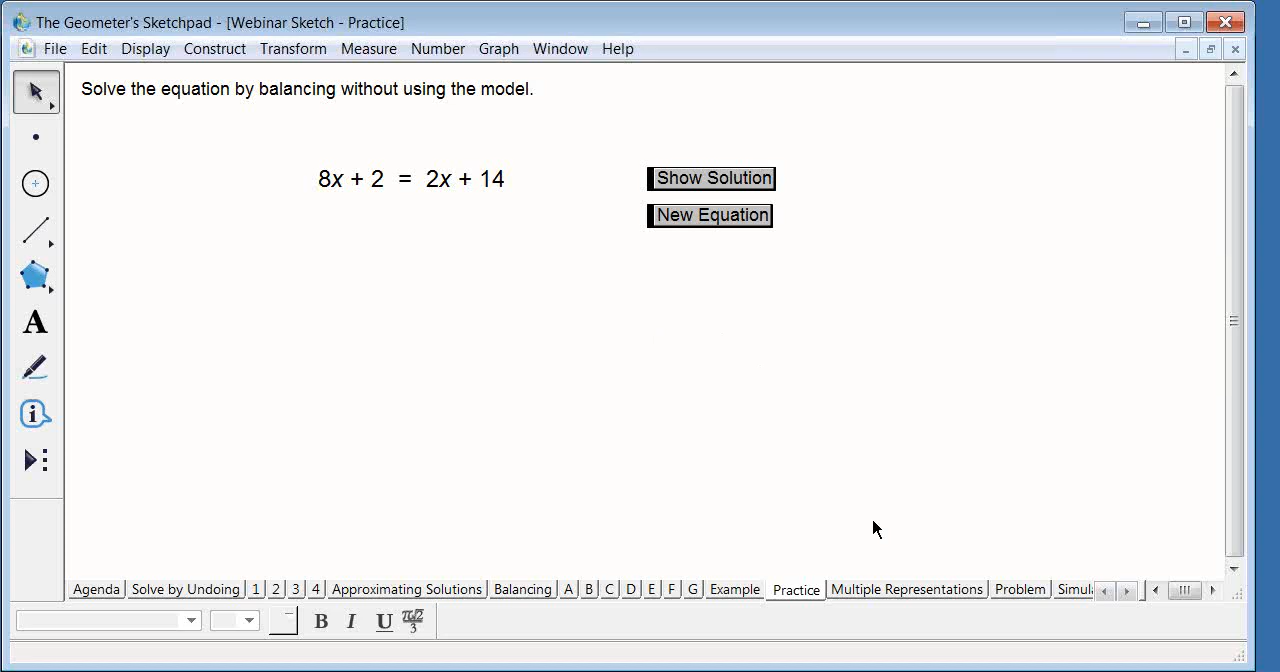 The Geometer's Sketchpad - [Webinar Sketch - Practice]
File Edit Display Construct Transform Measure Number Graph Window Help
Solve the equation by balancing without using the model.
8x + 2 = 2x + 14
Show Solution
New Equation
A
i
Agenda Solve by Undoing 1 2 3 4 Approximating Solutions Balancing A B C D E F G Example Practice Multiple Representations Problem Simul
B I U